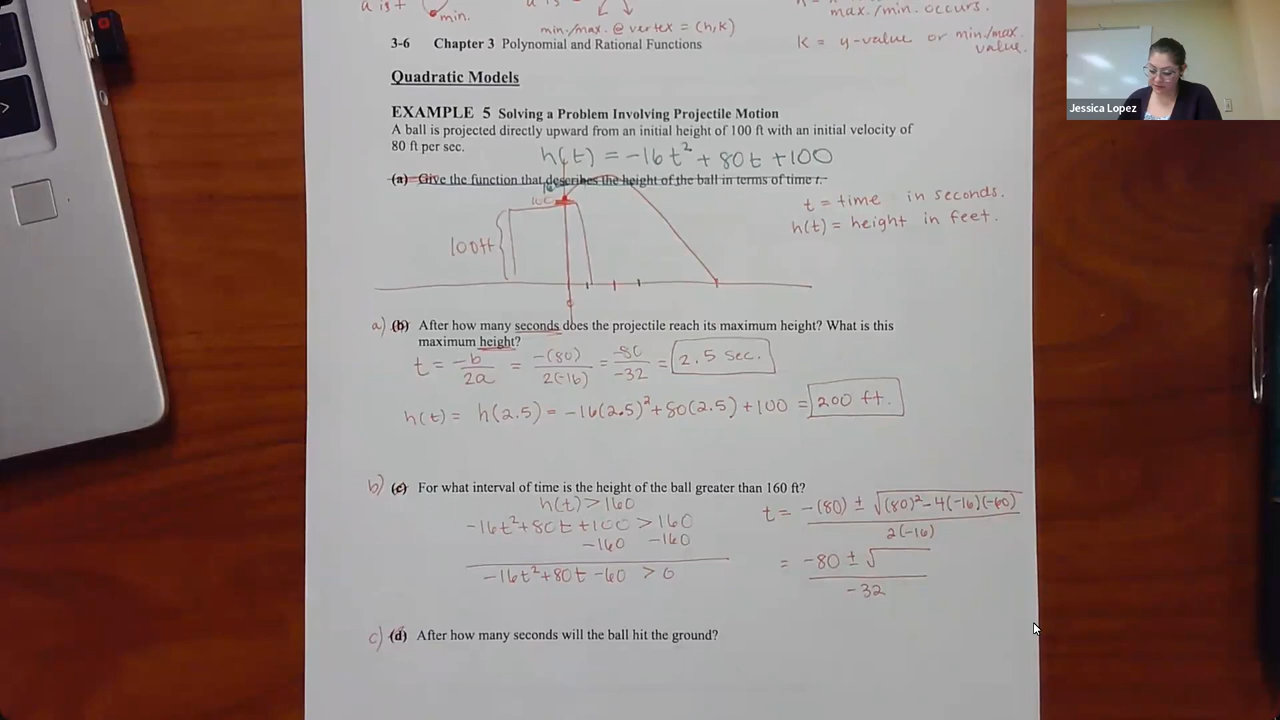 a is +
min.
min/max. @ vertex = (h,k)
max./min. occurs.
K = y-value or min/max.
value.
3-6 Chapter 3 Polynomial and Rational Functions
Jessica Lopez
Quadratic Models
EXAMPLE 5 Solving a Problem Involving Projectile Motion
A ball is projected directly upward from an initial height of 100 ft with an initial velocity of
80 ft per sec.
h(t) = -16t² + 80t + 100
(a) Give the function that describes the height of the ball in terms of time t.
t = time in seconds.
h(t) = height in feet.
100ft
a) (b) After how many seconds does the projectile reach its maximum height? What is this
maximum height?
t = -b/2a = -(80)/2(-16) = -80/-32 = 2.5 sec.
h(t) = h(2.5) = -16(2.5)² + 80(2.5) + 100 = 200 ft.
b) (c) For what interval of time is the height of the ball greater than 160 ft?
h(t) > 160
-16t² + 80t + 100 > 160
-160 -160
-16t² + 80t - 60 > 0
t = -(80) ± √(80)² - 4(-16)(-60) / 2(-16)
= -80 ± √ / -32
c) (d) After how many seconds will the ball hit the ground?